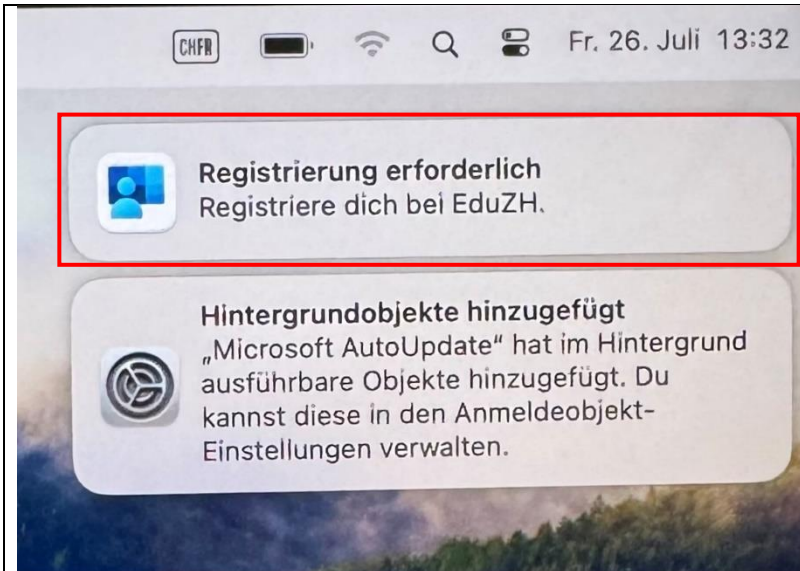 CHFR
Fr. 26. Juli 13:32
Registrierung erforderlich
Registriere dich bei EduZH.
Hintergrundobjekte hinzugefügt
„Microsoft AutoUpdate“ hat im Hintergrund
ausführbare Objekte hinzugefügt. Du
kannst diese in den Anmeldeobjekt-
Einstellungen verwalten.